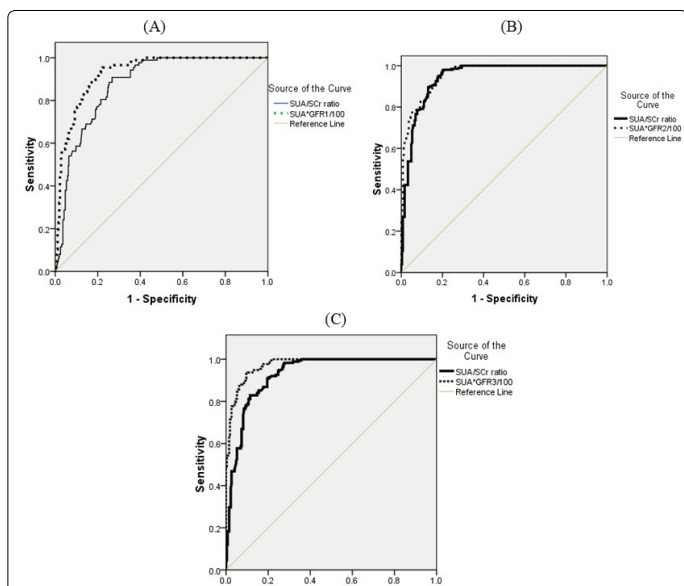 (A)
1.0
0.8
0.6
0.4
0.2
0.0
Sensitivity
0.0 0.2 0.4 0.6 0.8 1.0
1 - Specificity
Source of the Curve
SUA/SCr ratio
SUA*GFR1/100
Reference Line
(B)
1.0
0.8
0.6
0.4
0.2
0.0
Sensitivity
0.0 0.2 0.4 0.6 0.8 1.0
1 - Specificity
Source of the
Curve
SUA/SCr ratio
SUA*GFR2/100
Reference Line
(C)
1.0
0.8
0.6
0.4
0.2
0.0
Sensitivity
0.0 0.2 0.4 0.6 0.8 1.0
1 - Specificity
Source of the
Curve
SUA/SCr ratio
SUA*GFR3/100
Reference Line